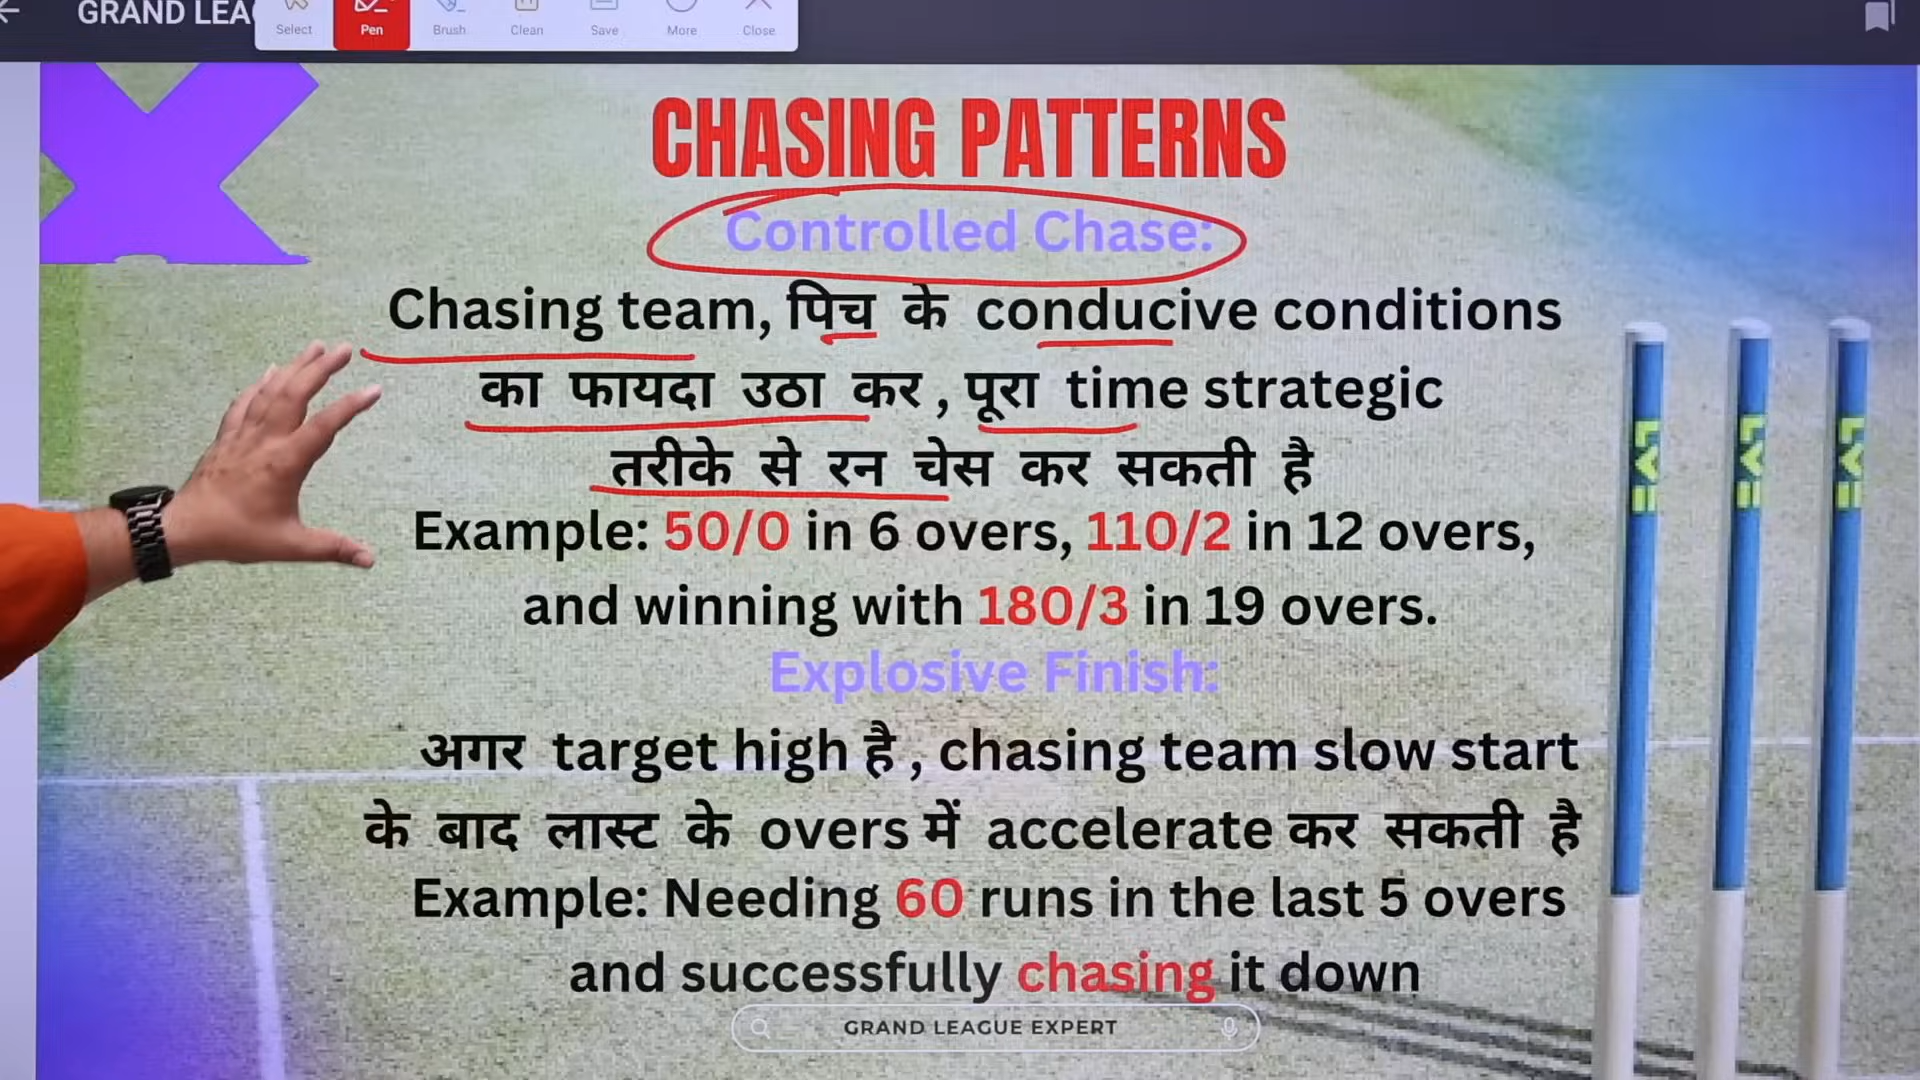 GRAND LEA
Select
Pen
Brush
Clean
Save
More
Close
CHASING PATTERNS
Controlled Chase:
Chasing team, पिच के conducive conditions
का फायदा उठा कर, पूरा time strategic
तरीके से रन चेस कर सकती है
Example: 50/0 in 6 overs, 110/2 in 12 overs,
and winning with 180/3 in 19 overs.
Explosive Finish:
अगर target high है, chasing team slow start
के बाद लास्ट के overs में accelerate कर सकती है
Example: Needing 60 runs in the last 5 overs
and successfully chasing it down
GRAND LEAGUE EXPERT